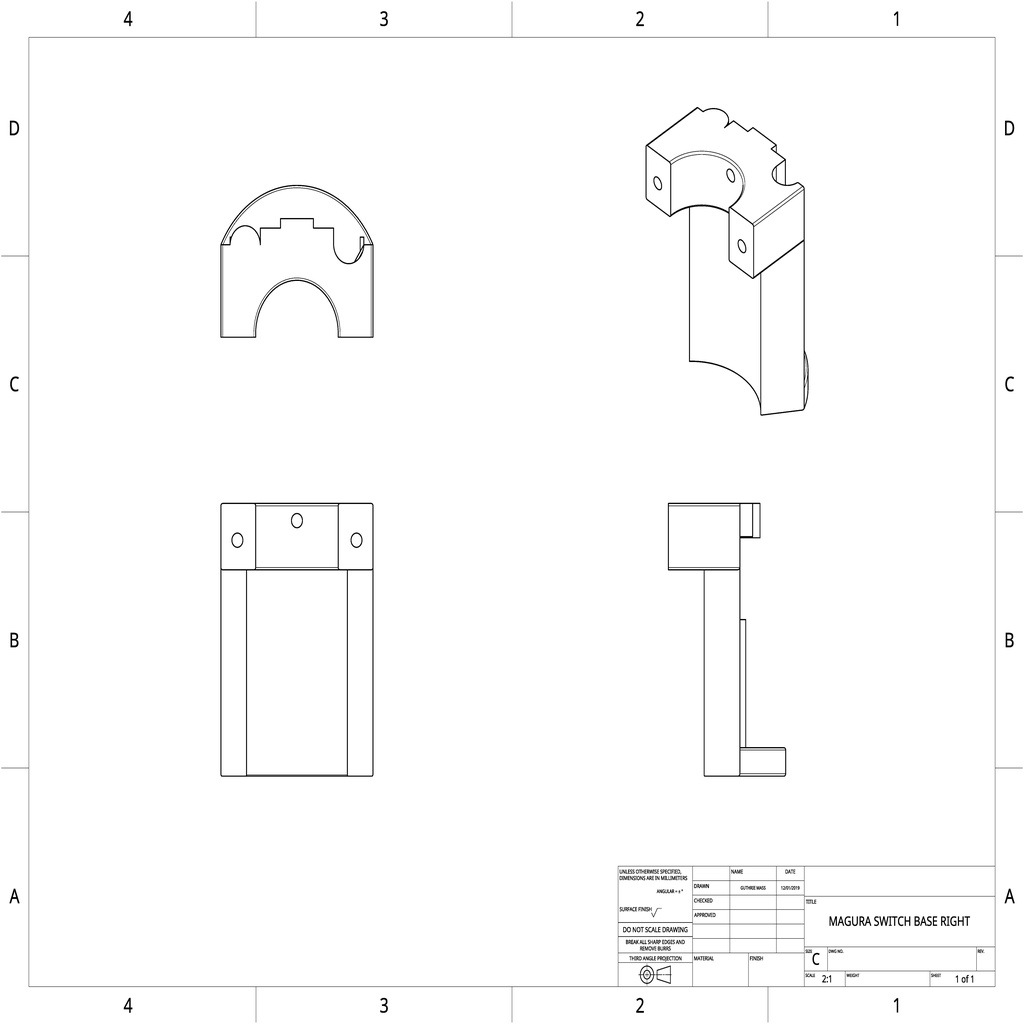 4 3 2 1
D D
C C
B B
A A
UNLESS OTHERWISE SPECIFIED,
DIMENSIONS ARE IN MILLIMETERS
ANGULAR = ± °
SURFACE FINISH
DO NOT SCALE DRAWING
BREAK ALL SHARP EDGES AND
REMOVE BURRS
THIRD ANGLE PROJECTION
NAME DATE
DRAWN GUTHRIE MASS 12/01/2019
CHECKED
APPROVED
MATERIAL FINISH
TITLE
MAGURA SWITCH BASE RIGHT
SIZE DWG NO. REV.
C
SCALE 2:1 WEIGHT SHEET 1 of 1
4 3 2 1